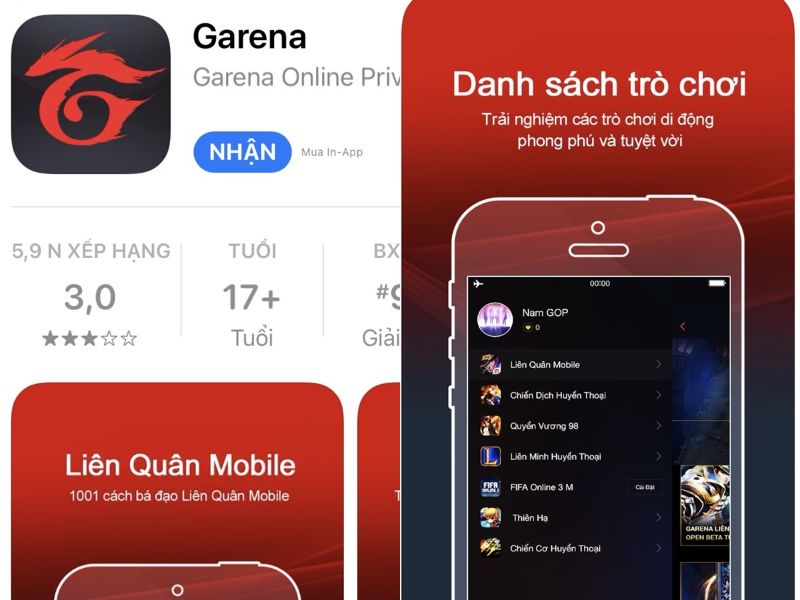 Garena
Garena Online Priv
NHẬN
Mua In-App
5,9 N XẾP HẠNG
3,0
TUỔI
17+
Tuổi
BX
#9
Giải
Liên Quân Mobile
1001 cách bá đạo Liên Quân Mobile
T
Danh sách trò chơi
Trải nghiệm các trò chơi di động
phong phú và tuyệt vời
00:00
Nam GOP
0
Liên Quân Mobile
Chiến Dịch Huyền Thoại
Quyền Vương 98
Liên Minh Huyền Thoại
FIFA Online 3 M
Cài Đặt
Thiên Hạ
Chiến Cơ Huyền Thoại
GARENA LIÊN
OPEN BETA T